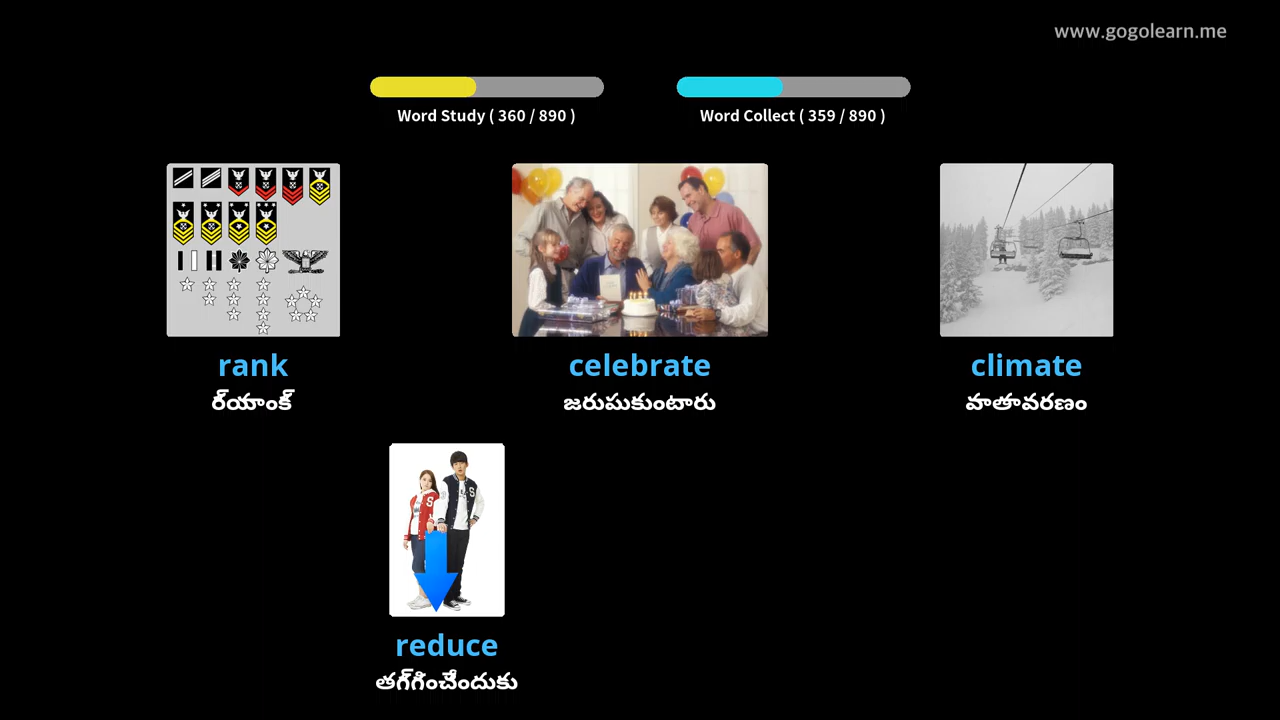 www.gogolearn.me
Word Study ( 360 / 890 )
Word Collect ( 359 / 890 )
rank
ర్యాంక్
celebrate
జరుపుకుంటారు
climate
వాతావరణం
reduce
తగ్గించేందుకు